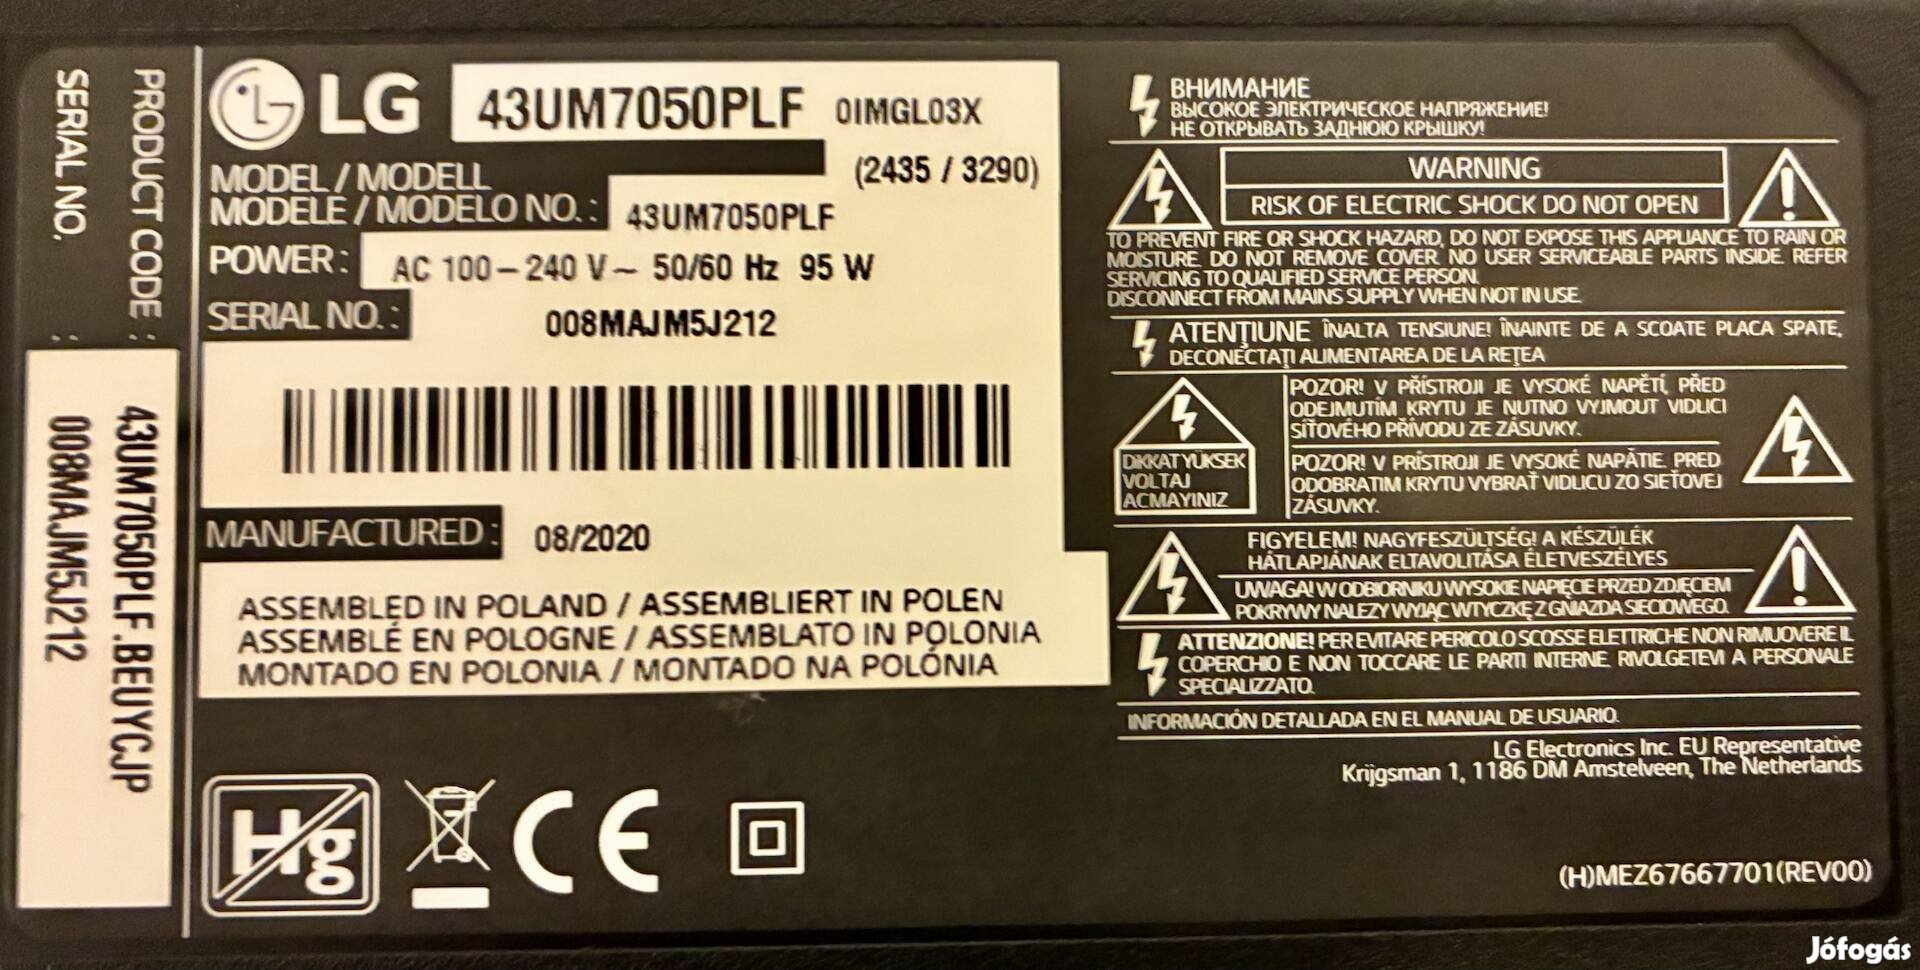 PRODUCT CODE : 43UM7050PLF.BEUYCJP
SERIAL NO. : 008MAJM5J212
LG 43UM7050PLF 0IMGL03X
(2435 / 3290)
MODEL / MODELL
MODELE / MODELO NO. : 43UM7050PLF
POWER : AC 100 – 240 V ~ 50/60 Hz 95 W
SERIAL NO. : 008MAJM5J212
MANUFACTURED : 08/2020
ASSEMBLED IN POLAND / ASSEMBLIERT IN POLEN
ASSEMBLÉ EN POLOGNE / ASSEMBLATO IN POLONIA
MONTADO EN POLONIA / MONTADO NA POLÓNIA
Hg
CE
ВНИМАНИЕ
ВЫСОКОЕ ЭЛЕКТРИЧЕСКОЕ НАПРЯЖЕНИЕ!
НЕ ОТКРЫВАТЬ ЗАДНЮЮ КРЫШКУ!
WARNING
RISK OF ELECTRIC SHOCK DO NOT OPEN
TO PREVENT FIRE OR SHOCK HAZARD, DO NOT EXPOSE THIS APPLIANCE TO RAIN OR
MOISTURE. DO NOT REMOVE COVER. NO USER SERVICEABLE PARTS INSIDE. REFER
SERVICING TO QUALIFIED SERVICE PERSON.
DISCONNECT FROM MAINS SUPPLY WHEN NOT IN USE.
ATENŢIUNE ÎNALTA TENSIUNE! ÎNAINTE DE A SCOATE PLACA SPATE,
DECONECTAŢI ALIMENTAREA DE LA REŢEA
DIKKAT YÜKSEK
VOLTAJ
ACMAYINIZ
POZOR! V PŘÍSTROJI JE VYSOKÉ NAPĚTÍ, PŘED
ODEJMUTÍM KRYTU JE NUTNO VYJMOUT VIDLICI
SÍŤOVÉHO PŘÍVODU ZE ZÁSUVKY.
POZOR! V PRÍSTROJI JE VYSOKÉ NAPÄTIE. PRED
ODOBRATIM KRYTU VYBRAŤ VIDLICU ZO SIEŤOVEJ
ZÁSUVKY.
FIGYELEM! NAGYFESZÜLTSÉG! A KÉSZÜLÉK
HÁTLAPJÁNAK ELTAVOLITÁSA ÉLETVESZÉLYES
UWAGA! W ODBIORNIKU WYSOKIE NAPIĘCIE PRZED ZDJĘCIEM
POKRYWY NALEZY WYJĄC WTYCZKĘ Z GNIAZDA SIECIOWEGO.
ATTENZIONE! PER EVITARE PERICOLO SCOSSE ELETTRICHE NON RIMUOVERE IL
COPERCHIO E NON TOCCARE LE PARTI INTERNE. RIVOLGETEVI A PERSONALE
SPECIALIZZATO.
INFORMACIÓN DETALLADA EN EL MANUAL DE USUARIO.
LG Electronics Inc. EU Representative
Krijgsman 1, 1186 DM Amstelveen, The Netherlands
(H)MEZ67667701(REV00)
Jófogás